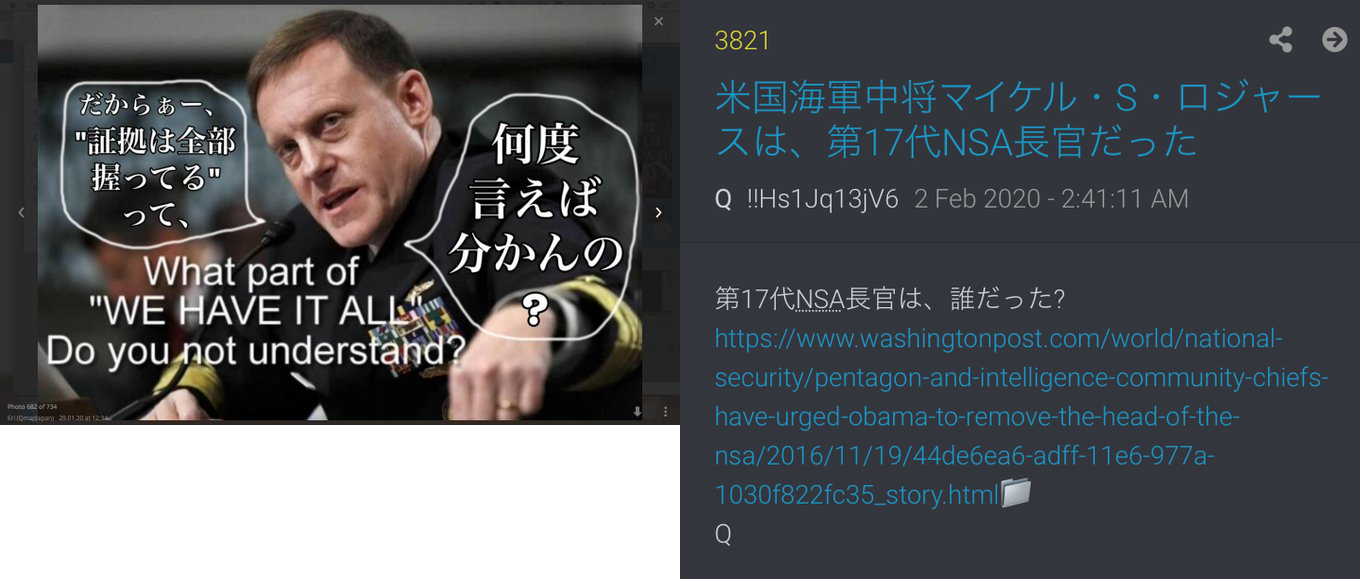 だからぁー、
"証拠は全部
握ってる"
って、
何度
言えば
分かんの
?
What part of
"WE HAVE IT ALL"
Do you not understand?
Photo 682 of 734
Eri (Qmapjapan) 29.01.20 at 12:34
3821
米国海軍中将マイケル・S・ロジャー
スは、第17代NSA長官だった
Q !!Hs1Jq13jV6 2 Feb 2020 - 2:41:11 AM
第17代NSA長官は、誰だった?
https://www.washingtonpost.com/world/national-
security/pentagon-and-intelligence-community-chiefs-
have-urged-obama-to-remove-the-head-of-the-
nsa/2016/11/19/44de6ea6-adff-11e6-977a-
1030f822fc35_story.html
Q